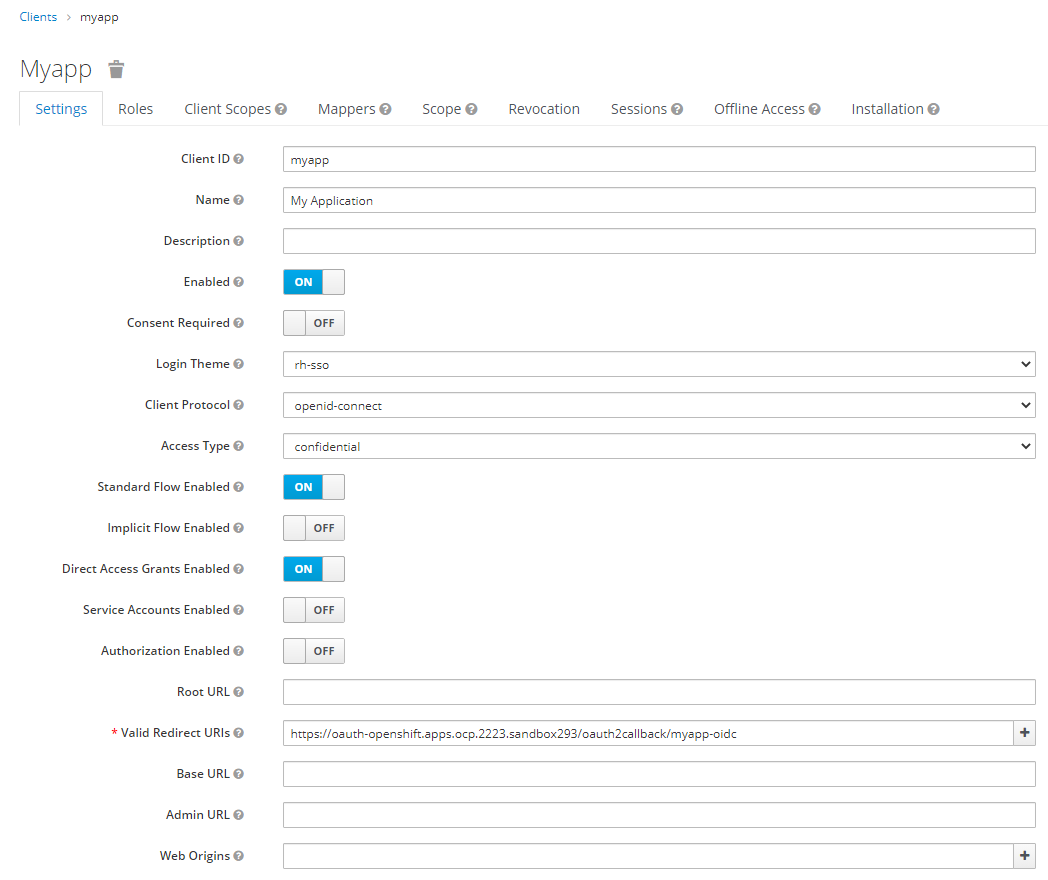 Clients > myapp
Myapp
Settings Roles Client Scopes Mappers Scope Revocation Sessions Offline Access Installation
Client ID myapp
Name My Application
Description
Enabled ON
Consent Required OFF
Login Theme rh-sso
Client Protocol openid-connect
Access Type confidential
Standard Flow Enabled ON
Implicit Flow Enabled OFF
Direct Access Grants Enabled ON
Service Accounts Enabled OFF
Authorization Enabled OFF
Root URL
* Valid Redirect URIs https://oauth-openshift.apps.ocp.2223.sandbox293/oauth2callback/myapp-oidc +
Base URL
Admin URL
Web Origins +